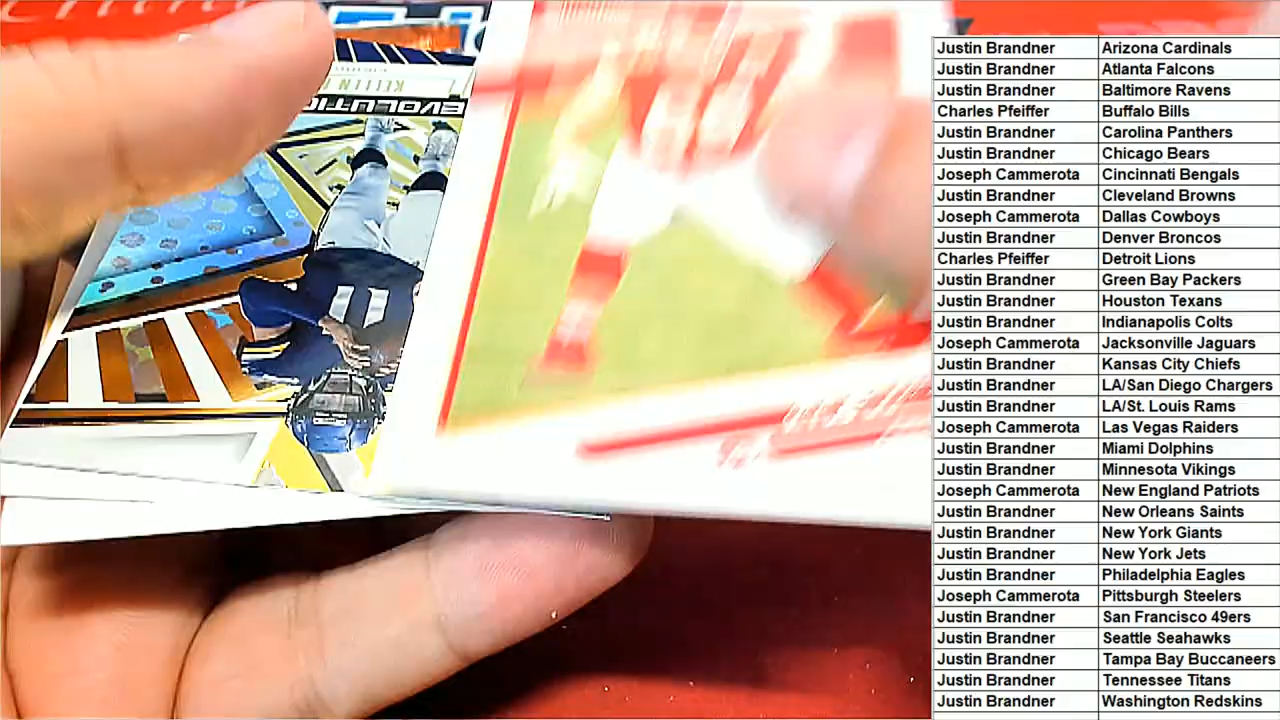 KELLEN
EVOLUTIO
Justin Brandner Arizona Cardinals
Justin Brandner Atlanta Falcons
Justin Brandner Baltimore Ravens
Charles Pfeiffer Buffalo Bills
Justin Brandner Carolina Panthers
Justin Brandner Chicago Bears
Joseph Cammerota Cincinnati Bengals
Justin Brandner Cleveland Browns
Joseph Cammerota Dallas Cowboys
Justin Brandner Denver Broncos
Charles Pfeiffer Detroit Lions
Justin Brandner Green Bay Packers
Justin Brandner Houston Texans
Justin Brandner Indianapolis Colts
Joseph Cammerota Jacksonville Jaguars
Justin Brandner Kansas City Chiefs
Justin Brandner LA/San Diego Chargers
Justin Brandner LA/St. Louis Rams
Joseph Cammerota Las Vegas Raiders
Justin Brandner Miami Dolphins
Justin Brandner Minnesota Vikings
Joseph Cammerota New England Patriots
Justin Brandner New Orleans Saints
Justin Brandner New York Giants
Justin Brandner New York Jets
Justin Brandner Philadelphia Eagles
Joseph Cammerota Pittsburgh Steelers
Justin Brandner San Francisco 49ers
Justin Brandner Seattle Seahawks
Justin Brandner Tampa Bay Buccaneers
Justin Brandner Tennessee Titans
Justin Brandner Washington Redskins